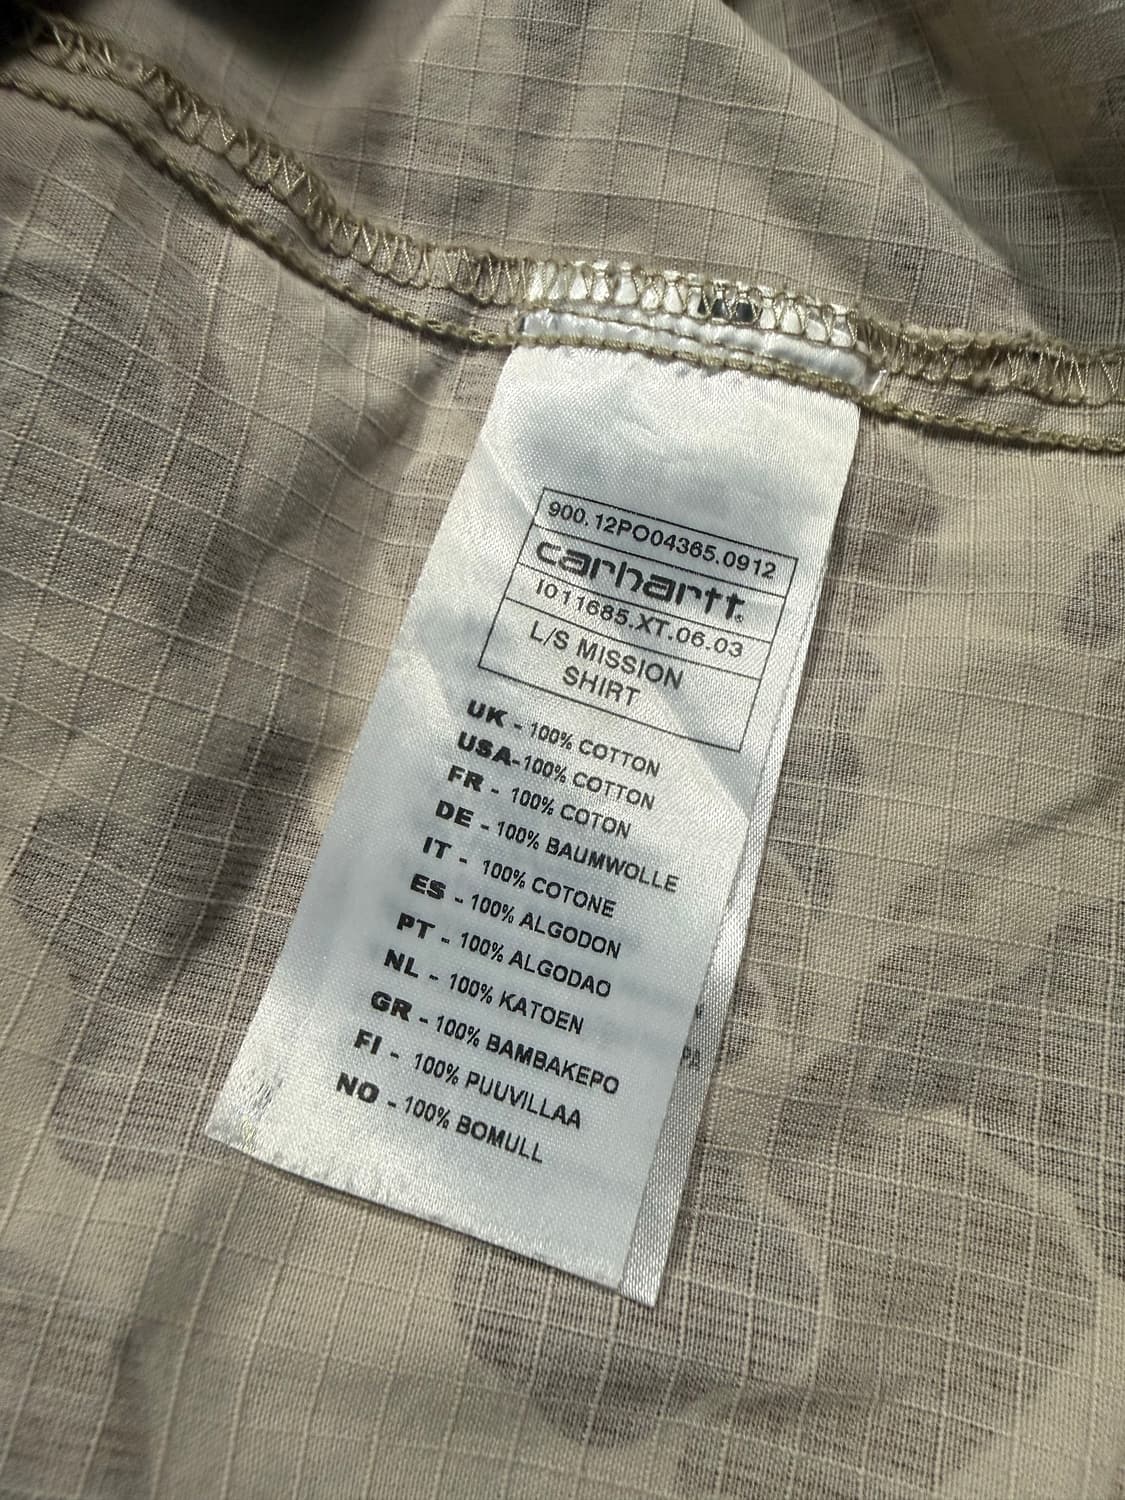 900.12PO04365.0912
carhartt®
I011685.XT.06.03
L/S MISSION
SHIRT
UK - 100% COTTON
USA-100% COTTON
FR - 100% COTON
DE - 100% BAUMWOLLE
IT - 100% COTONE
ES - 100% ALGODON
PT - 100% ALGODAO
NL - 100% KATOEN
GR - 100% BAMBAKEPO
FI - 100% PUUVILLAA
NO - 100% BOMULL